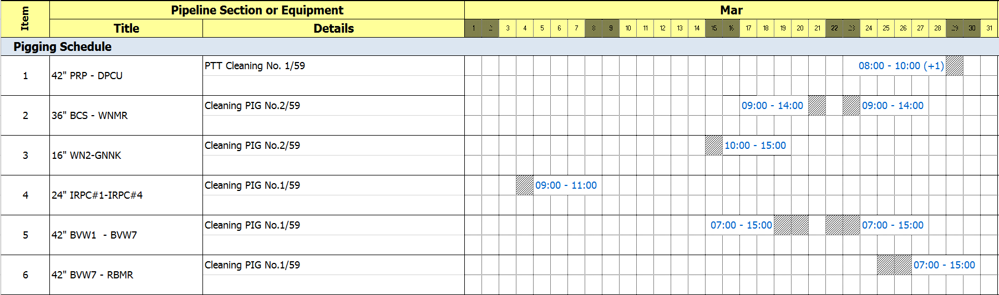 Item
Pipeline Section or Equipment
Mar
Title
Details
1 2 3 4 5 6 7 8 9 10 11 12 13 14 15 16 17 18 19 20 21 22 23 24 25 26 27 28 29 30 31
Pigging Schedule
1
42" PRP - DPCU
PTT Cleaning No. 1/59
08:00 - 10:00 (+1)
2
36" BCS - WNMR
Cleaning PIG No.2/59
09:00 - 14:00
09:00 - 14:00
3
16" WN2-GNNK
Cleaning PIG No.2/59
10:00 - 15:00
4
24" IRPC#1-IRPC#4
Cleaning PIG No.1/59
09:00 - 11:00
5
42" BVW1  - BVW7
Cleaning PIG No.1/59
07:00 - 15:00
07:00 - 15:00
6
42" BVW7 - RBMR
Cleaning PIG No.1/59
07:00 - 15:00